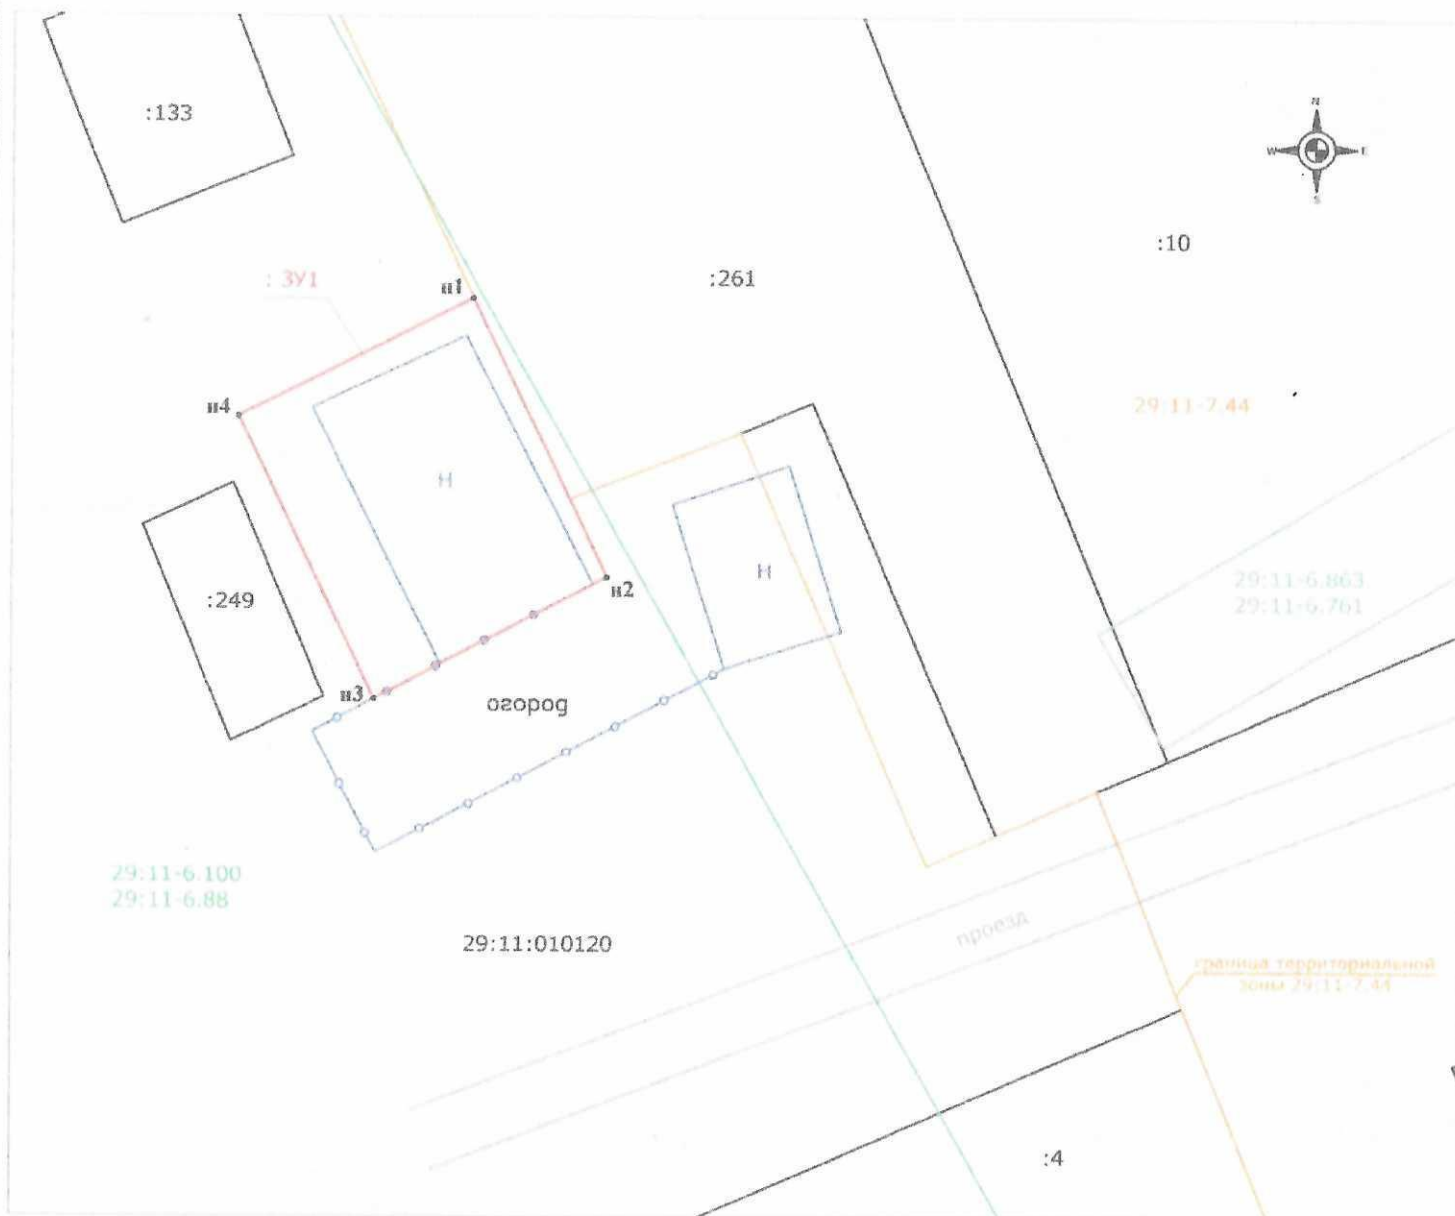 :133
N
W
E
S
:10
:261
: ЗУ1
н1
29:11-7.44
н4
Н
29:11-6.863
29:11-6.761
Н
н2
:249
н3
огород
29:11-6.100
29:11-6.88
29:11:010120
проезд
граница территориальной
зоны 29:11-7.44
:4